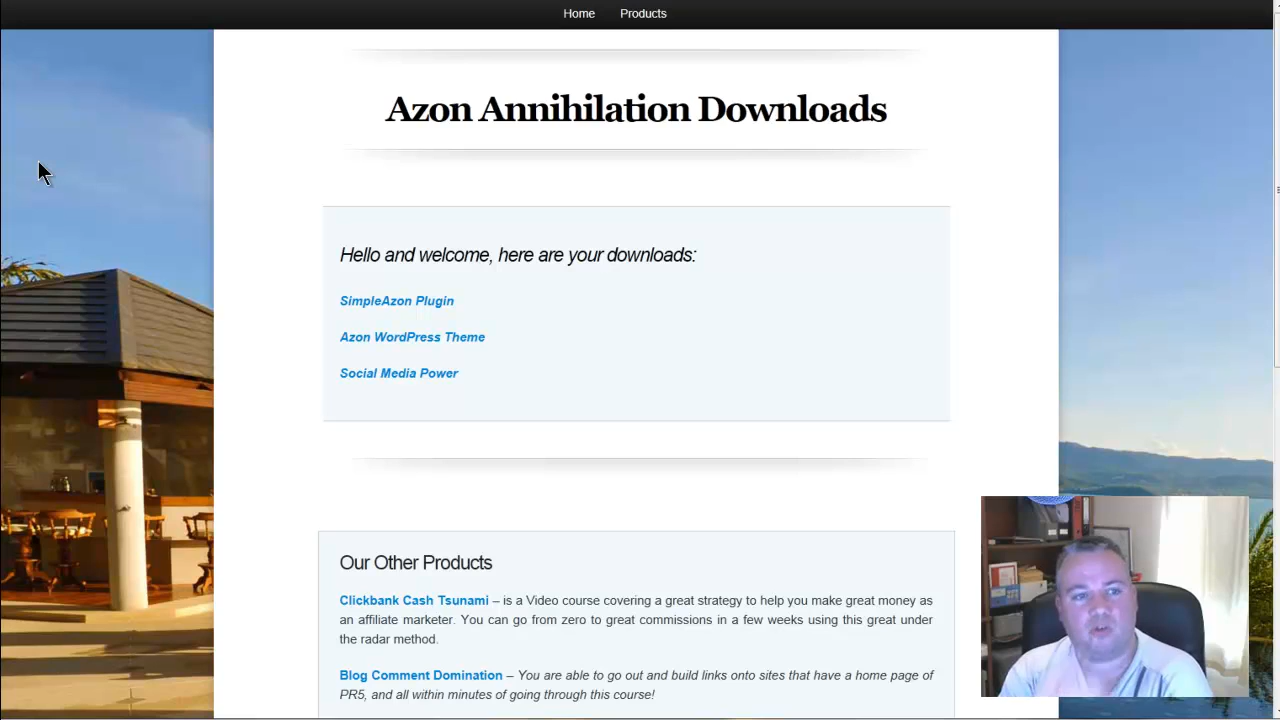 Home Products
Azon Annihilation Downloads
Hello and welcome, here are your downloads:
SimpleAzon Plugin
Azon WordPress Theme
Social Media Power
Our Other Products
Clickbank Cash Tsunami – is a Video course covering a great strategy to help you make great money as
an affiliate marketer. You can go from zero to great commissions in a few weeks using this great under
the radar method.
Blog Comment Domination – You are able to go out and build links onto sites that have a home page of
PR5, and all within minutes of going through this course!